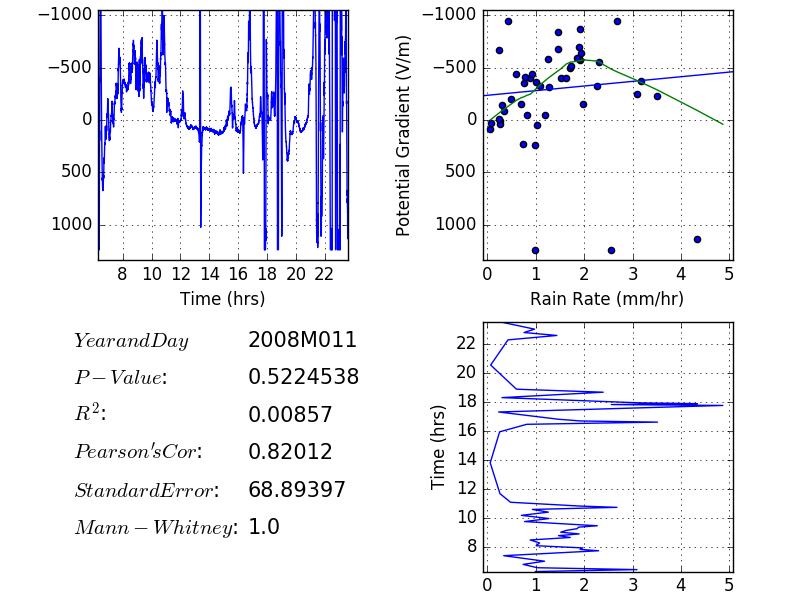 −1000
−500
0
500
1000
8 10 12 14 16 18 20 22
Time (hrs)
Potential Gradient (V/m)
−1000
−500
0
500
1000
0 1 2 3 4 5
Rain Rate (mm/hr)
YearandDay 2008M011
P−Value: 0.5224538
R²: 0.00857
Pearson'sCor: 0.82012
StandardError: 68.89397
Mann−Whitney: 1.0
Time (hrs)
22
20
18
16
14
12
10
8
0 1 2 3 4 5